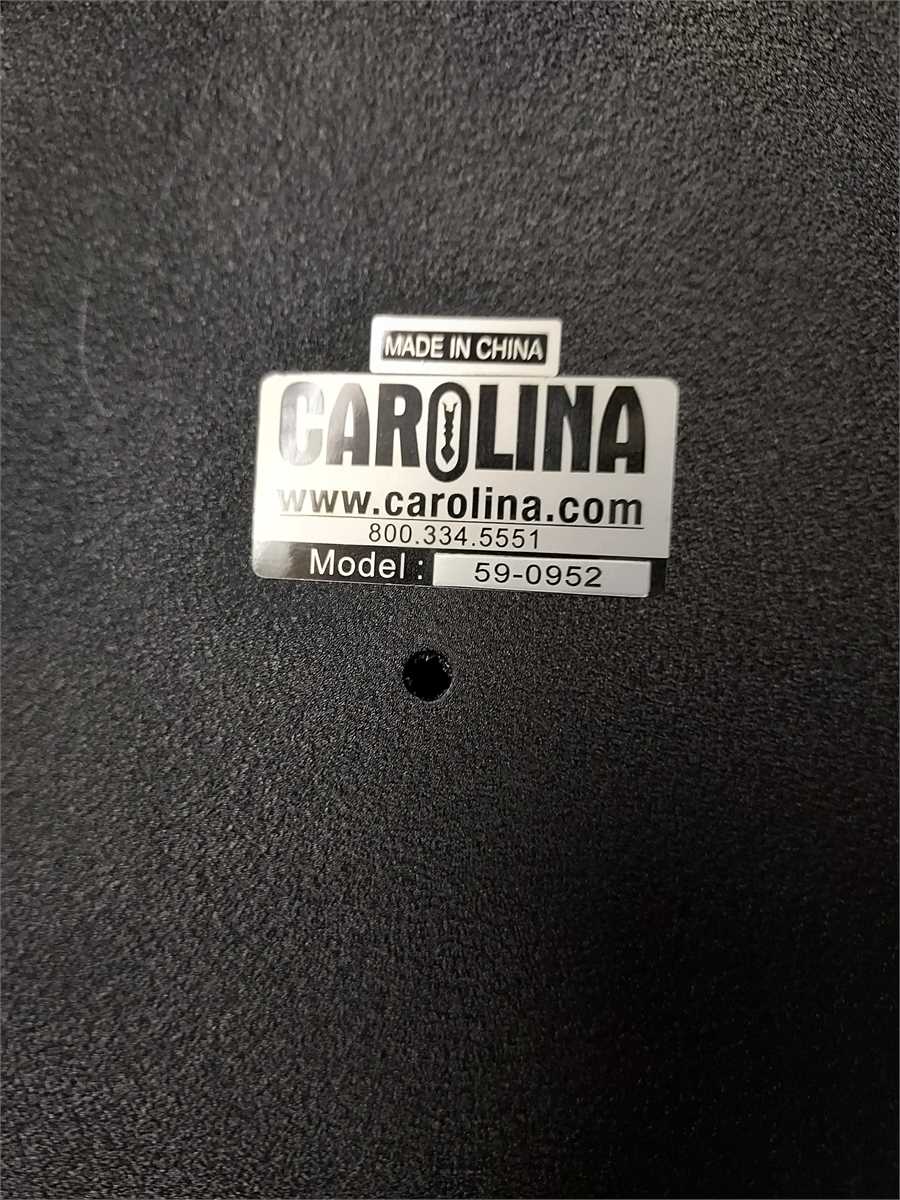 MADE IN CHINA
CAROLINA
www.carolina.com
800.334.5551
Model : 59-0952